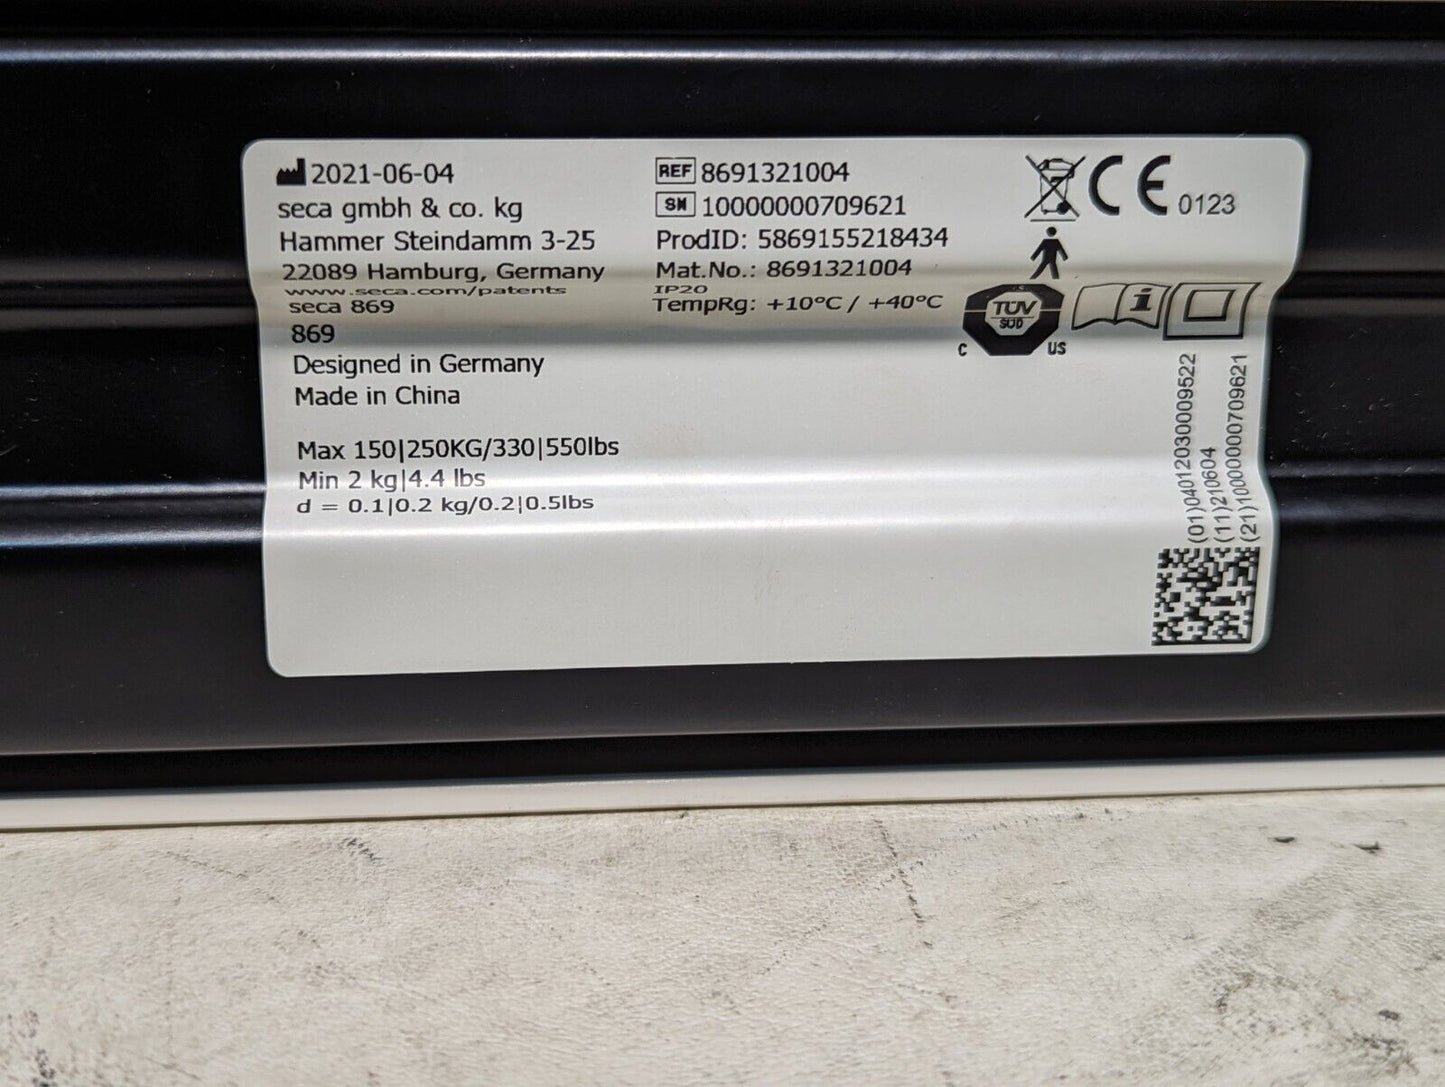 2021-06-04
seca gmbh & co. kg
Hammer Steindamm 3-25
22089 Hamburg, Germany
www.seca.com/patents
seca 869
869
Designed in Germany
Made in China
Max 150|250KG/330|550lbs
Min 2 kg|4.4 lbs
d = 0.1|0.2 kg/0.2|0.5lbs
REF 8691321004
SN 10000000709621
ProdID: 5869155218434
Mat.No.: 8691321004
IP20
TempRg: +10°C / +40°C
CE 0123
TÜV
SÜD
C US
i
(01)04012030009522
(11)210604
(21)10000000709621